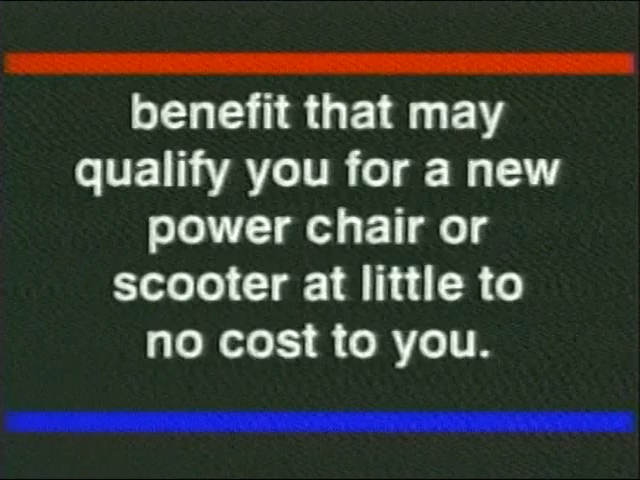 benefit that may
qualify you for a new
power chair or
scooter at little to
no cost to you.